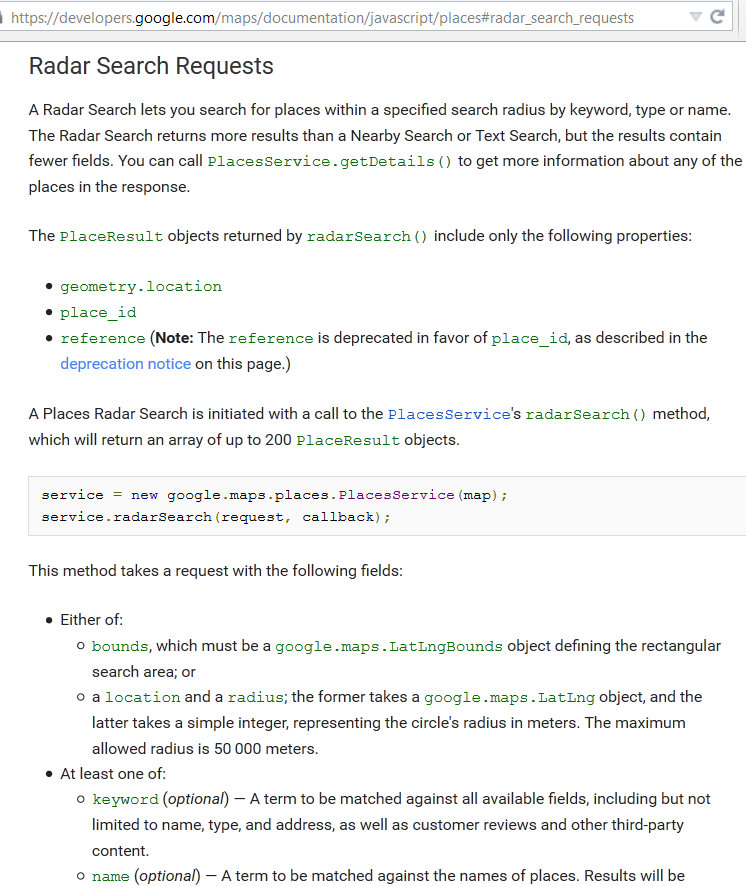 https://developers.google.com/maps/documentation/javascript/places#radar_search_requests
Radar Search Requests
A Radar Search lets you search for places within a specified search radius by keyword, type or name.
The Radar Search returns more results than a Nearby Search or Text Search, but the results contain
fewer fields. You can call PlacesService.getDetails() to get more information about any of the
places in the response.
The PlaceResult objects returned by radarSearch() include only the following properties:
• geometry.location
• place_id
• reference (Note: The reference is deprecated in favor of place_id, as described in the
deprecation notice on this page.)
A Places Radar Search is initiated with a call to the PlacesService's radarSearch() method,
which will return an array of up to 200 PlaceResult objects.
service = new google.maps.places.PlacesService(map);
service.radarSearch(request, callback);
This method takes a request with the following fields:
• Either of:
○ bounds, which must be a google.maps.LatLngBounds object defining the rectangular
search area; or
○ a location and a radius; the former takes a google.maps.LatLng object, and the
latter takes a simple integer, representing the circle's radius in meters. The maximum
allowed radius is 50 000 meters.
• At least one of:
○ keyword (optional) — A term to be matched against all available fields, including but not
limited to name, type, and address, as well as customer reviews and other third-party
content.
○ name (optional) — A term to be matched against the names of places. Results will be